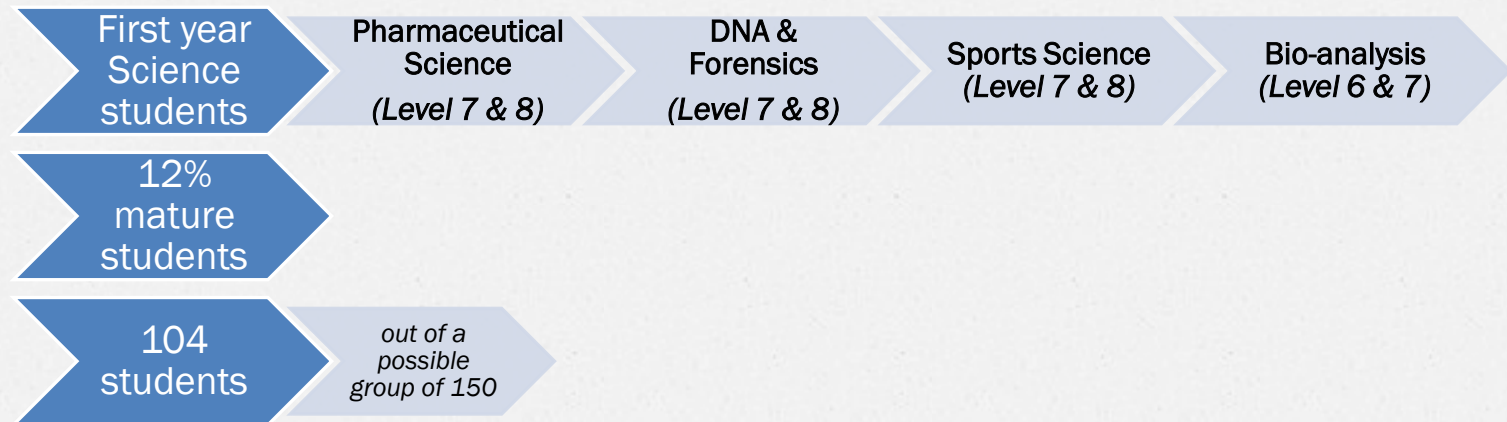 First year
Science
students
Pharmaceutical
Science
(Level 7 & 8)
DNA &
Forensics
(Level 7 & 8)
Sports Science
(Level 7 & 8)
Bio-analysis
(Level 6 & 7)
12%
mature
students
104
students
out of a
possible
group of 150